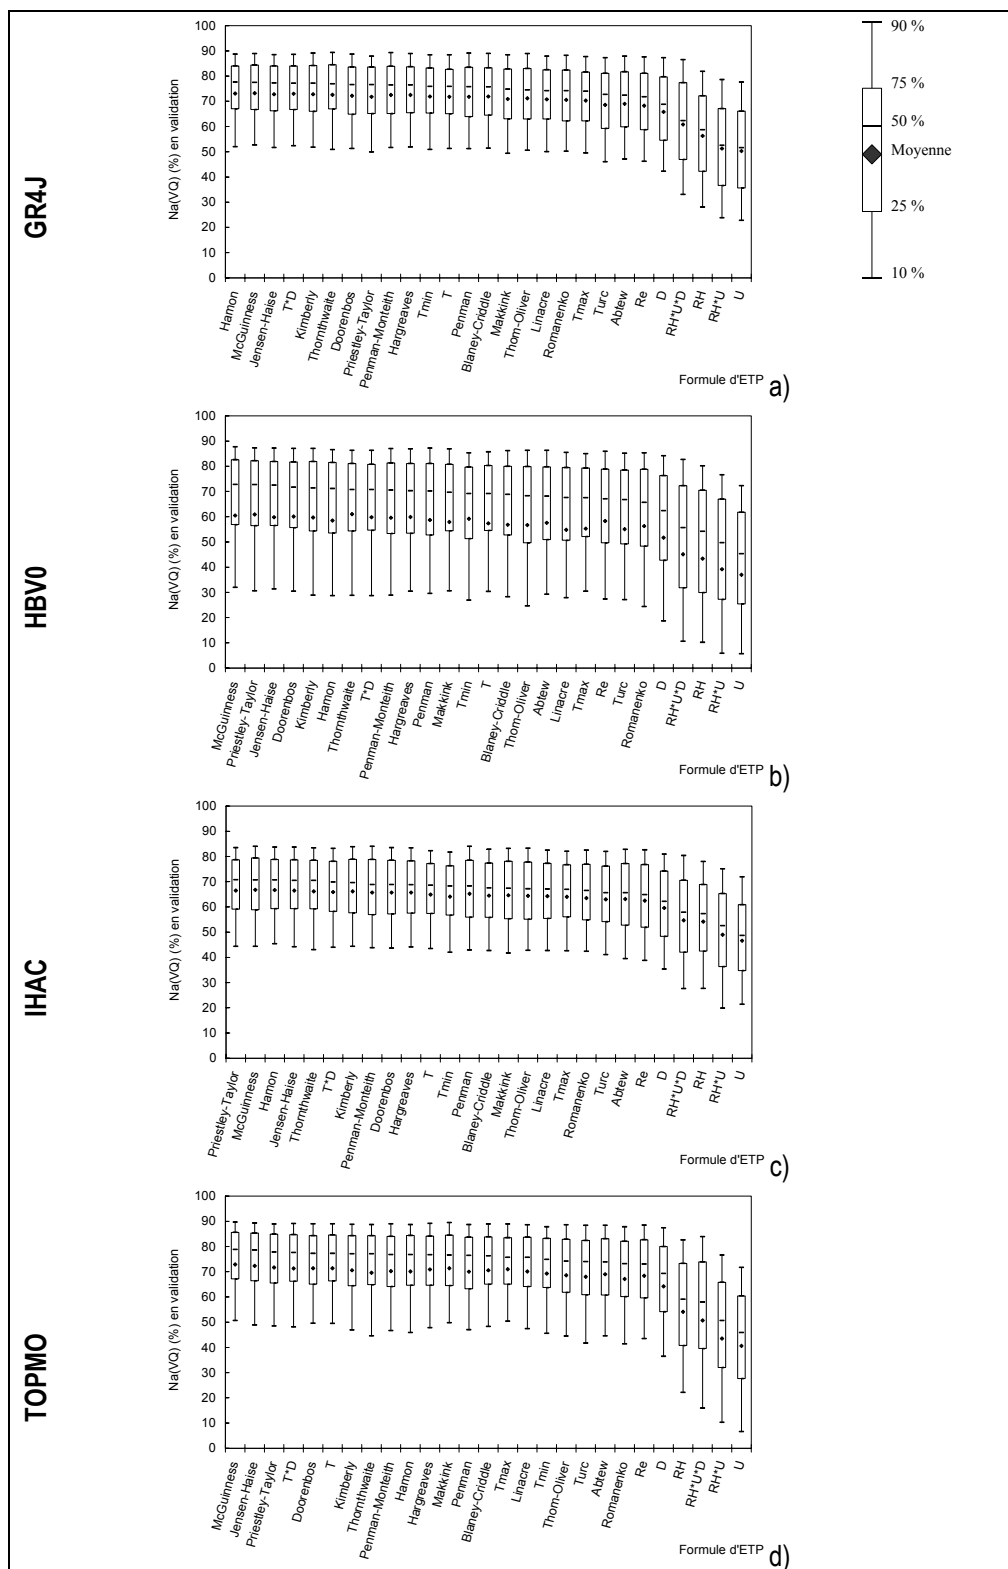 90 %
75 %
50 %
Moyenne
25 %
10 %
GR4J
Na(VQ) (%) en validation
100
90
80
70
60
50
40
30
20
10
0
Hamon
McGuinness
Jensen-Haise
T*D
Kimberly
Thornthwaite
Doorenbos
Priestley-Taylor
Penman-Monteith
Hargreaves
Tmin
T
Penman
Blaney-Criddle
Makkink
Thom-Oliver
Linacre
Romanenko
Tmax
Turc
Abtew
Re
D
RH*U*D
RH
RH*U
U
Formule d'ETP
a)
HBV0
Na(VQ) (%) en validation
100
90
80
70
60
50
40
30
20
10
0
McGuinness
Priestley-Taylor
Jensen-Haise
Doorenbos
Kimberly
Hamon
Thornthwaite
T*D
Penman-Monteith
Hargreaves
Penman
Makkink
Tmin
T
Blaney-Criddle
Thom-Oliver
Abtew
Linacre
Tmax
Re
Turc
Romanenko
D
RH*U*D
RH
RH*U
U
Formule d'ETP
b)
IHAC
Na(VQ) (%) en validation
100
90
80
70
60
50
40
30
20
10
0
Priestley-Taylor
McGuinness
Hamon
Jensen-Haise
Thornthwaite
T*D
Kimberly
Penman-Monteith
Doorenbos
Hargreaves
T
Tmin
Penman
Blaney-Criddle
Makkink
Thom-Oliver
Linacre
Tmax
Romanenko
Turc
Abtew
Re
D
RH*U*D
RH
RH*U
U
Formule d'ETP
c)
TOPMO
Na(VQ) (%) en validation
100
90
80
70
60
50
40
30
20
10
0
McGuinness
Jensen-Haise
Priestley-Taylor
T*D
Doorenbos
T
Kimberly
Thornthwaite
Penman-Monteith
Hamon
Hargreaves
Makkink
Penman
Blaney-Criddle
Tmax
Linacre
Tmin
Thom-Oliver
Turc
Abtew
Romanenko
Re
D
RH
RH*U*D
RH*U
U
Formule d'ETP
d)